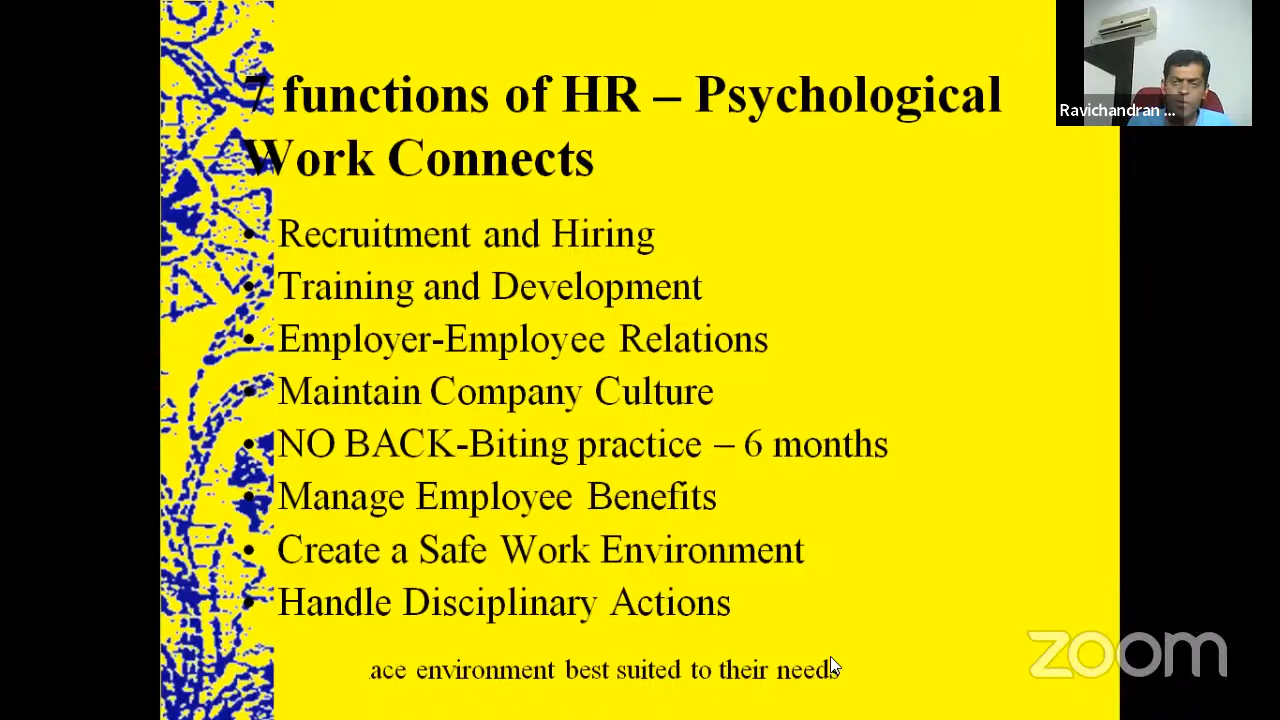 7 functions of HR – Psychological
Work Connects
• Recruitment and Hiring
• Training and Development
• Employer-Employee Relations
• Maintain Company Culture
• NO BACK-Biting practice – 6 months
• Manage Employee Benefits
• Create a Safe Work Environment
• Handle Disciplinary Actions
ace environment best suited to their needs
Ravichandran ...
zoom